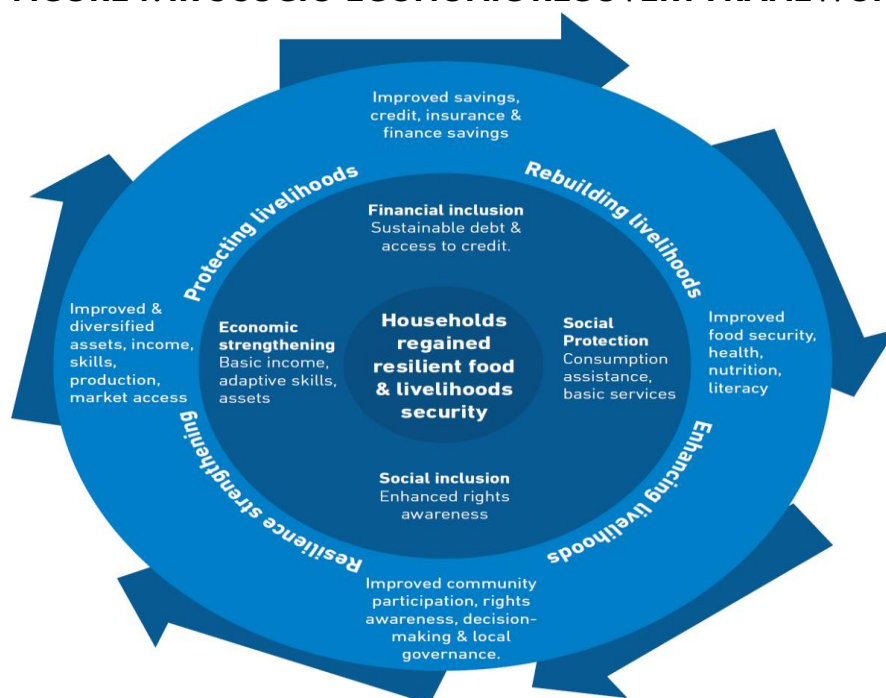 Improved savings,
credit, insurance &
finance savings
Protecting livelihoods
Rebuilding livelihoods
Financial inclusion
Sustainable debt &
access to credit.
Improved &
diversified
assets, income,
skills,
production,
market access
Economic
strengthening
Basic income,
adaptive skills,
assets
Households
regained
resilient food
& livelihoods
security
Social
Protection
Consumption
assistance,
basic services
Improved
food security,
health,
nutrition,
literacy
Social inclusion
Enhanced rights
awareness
Resilience strengthening
Enhancing livelihoods
Improved community
participation, rights
awareness, decision-
making & local
governance.